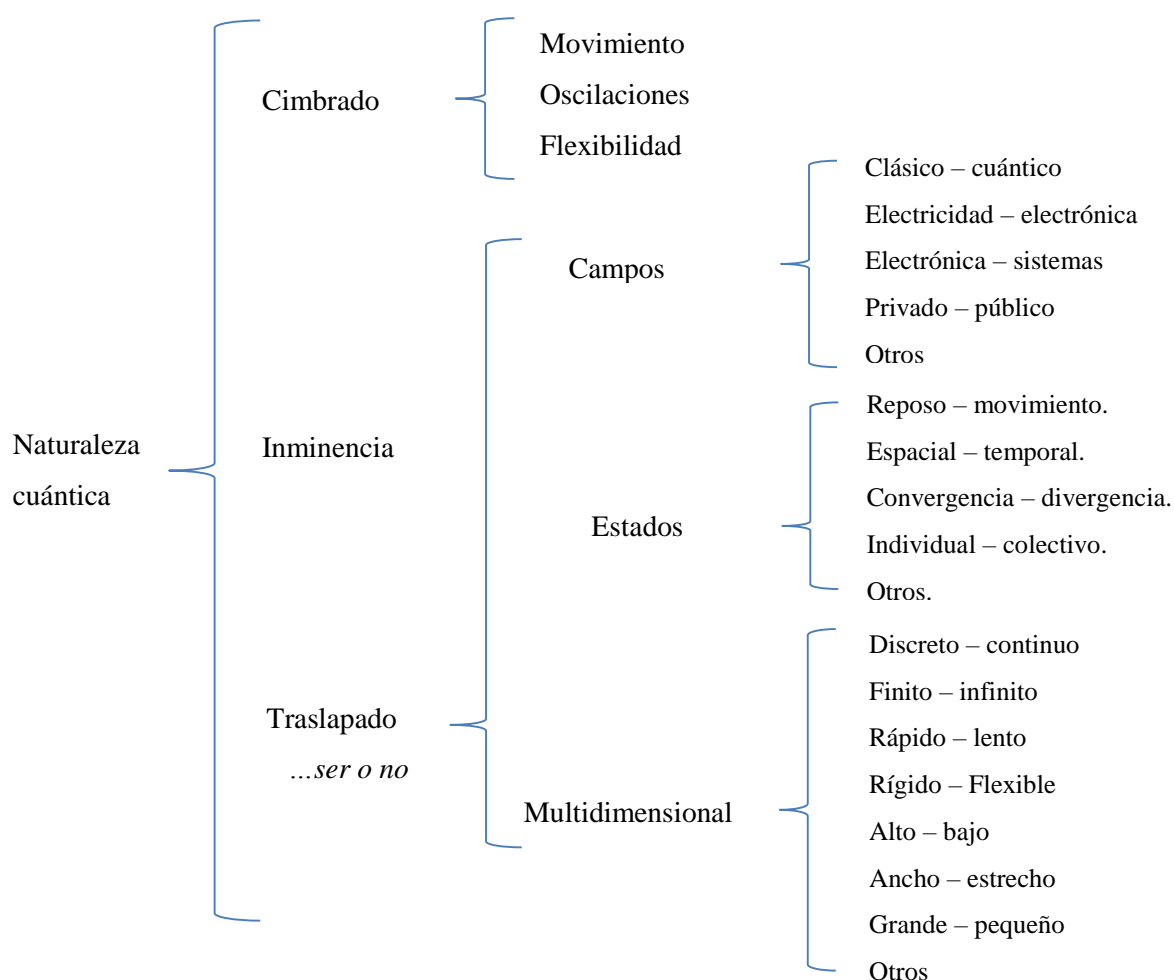 Naturaleza
cuántica
Cimbrado
Movimiento
Oscilaciones
Flexibilidad
Inminencia
Traslapado
...ser o no
Campos
Clásico – cuántico
Electricidad – electrónica
Electrónica – sistemas
Privado – público
Otros
Estados
Reposo – movimiento.
Espacial – temporal.
Convergencia – divergencia.
Individual – colectivo.
Otros.
Multidimensional
Discreto – continuo
Finito – infinito
Rápido – lento
Rígido – Flexible
Alto – bajo
Ancho – estrecho
Grande – pequeño
Otros